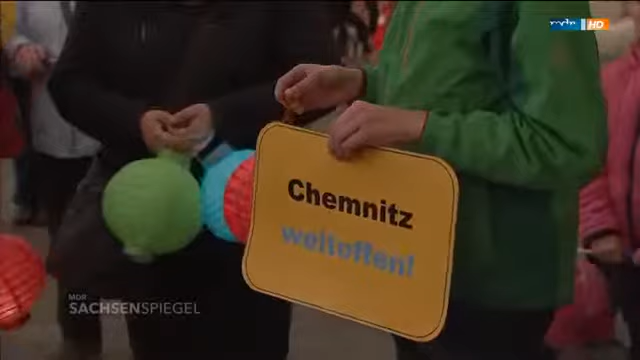 mdr HD
Chemnitz
weltoffen!
MDR
SACHSENSPIEGEL